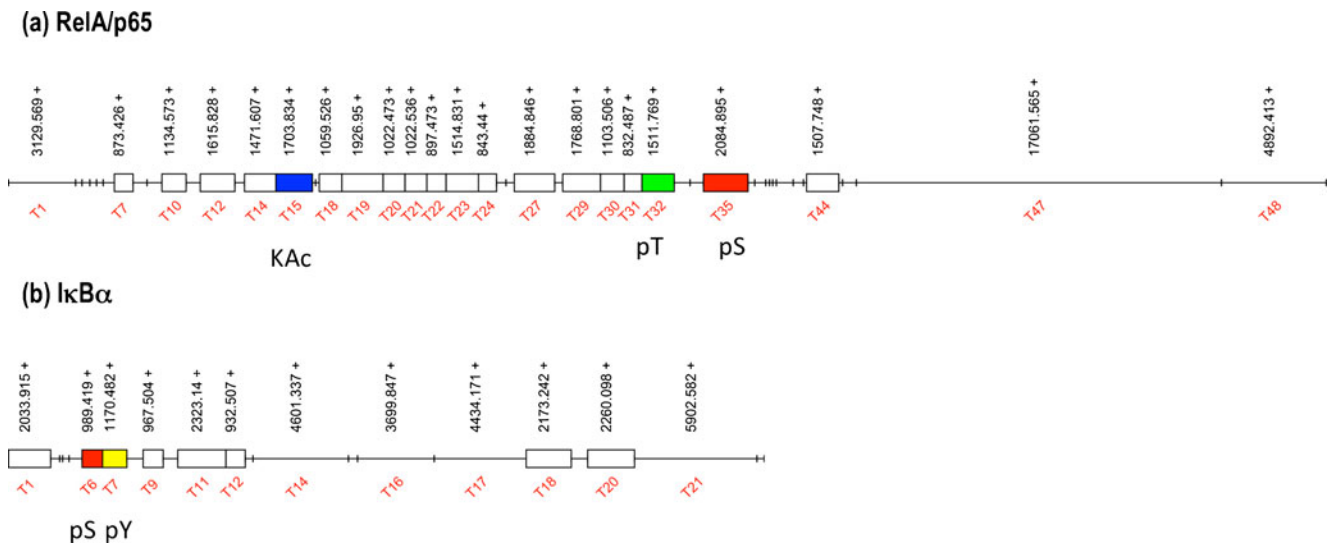 (a) RelA/p65
3129.569 + 873.426 + 1134.573 + 1615.828 + 1471.607 + 1703.834 + 1059.526 + 1926.95 + 1022.473 + 1022.536 + 897.473 + 1514.831 + 843.44 + 1884.846 + 1768.801 + 1103.506 + 832.487 + 1511.769 + 2084.895 + 1507.748 + 17061.565 + 4892.413 +
T1 T7 T10 T12 T14 T15 T18 T19 T20 T21 T22 T23 T24 T27 T29 T30 T31 T32 T35 T44 T47 T48
KAc pT pS
(b) IκBα
2033.915 + 989.419 + 1170.482 + 967.504 + 2323.14 + 932.507 + 4601.337 + 3699.847 + 4434.171 + 2173.242 + 2260.098 + 5902.582 +
T1 T6 T7 T9 T11 T12 T14 T16 T17 T18 T20 T21
pS pY